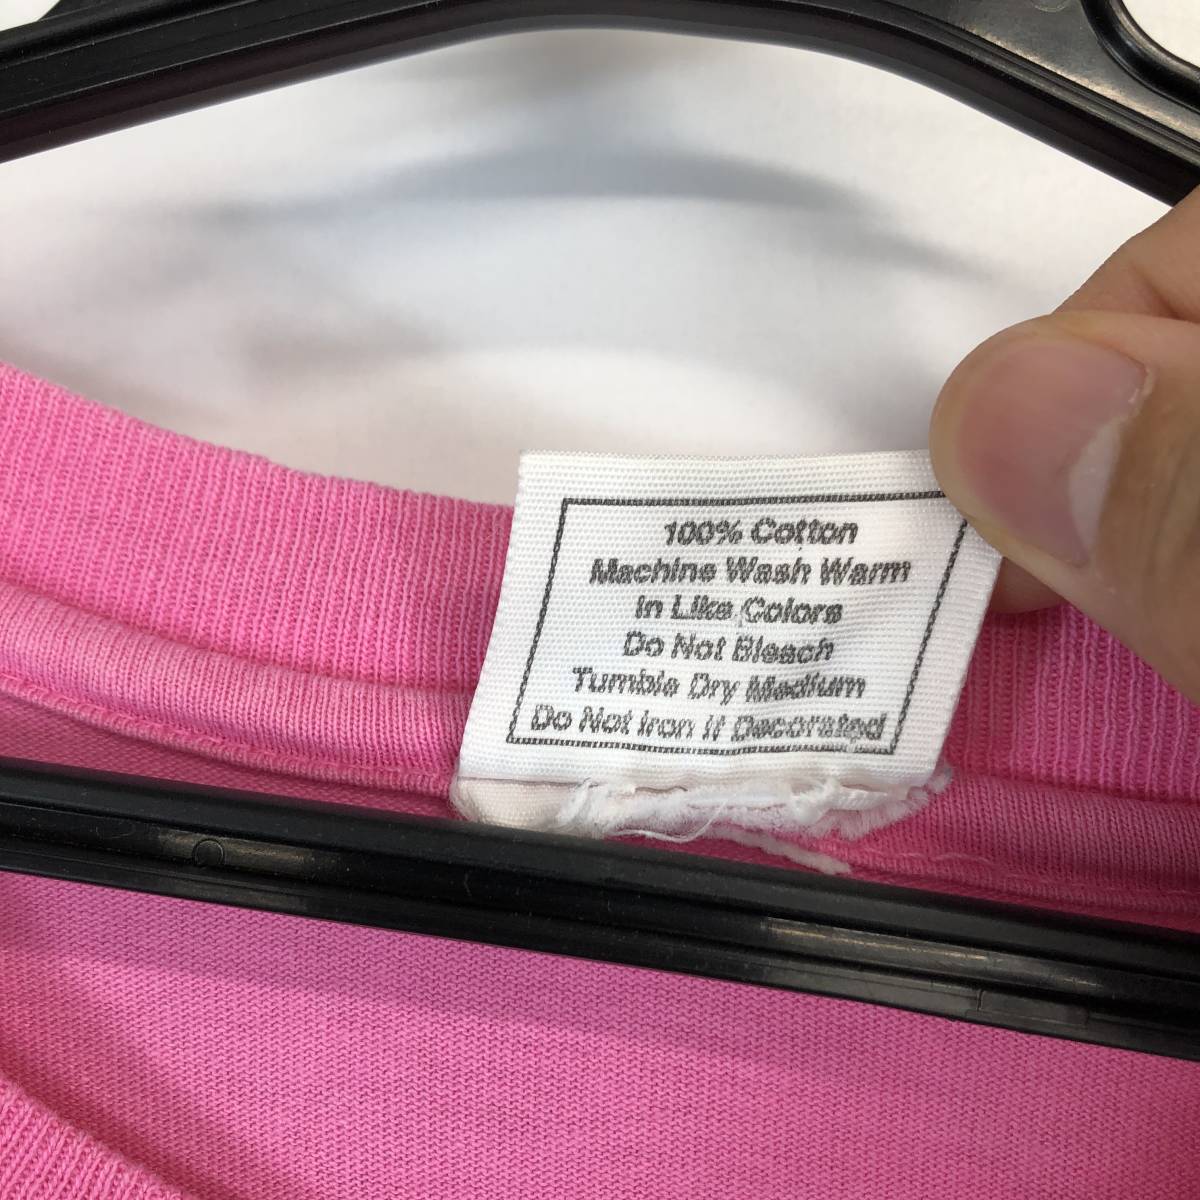 100% Cotton
Machine Wash Warm
In Like Colors
Do Not Bleach
Tumble Dry Medium
Do Not Iron If Decorated